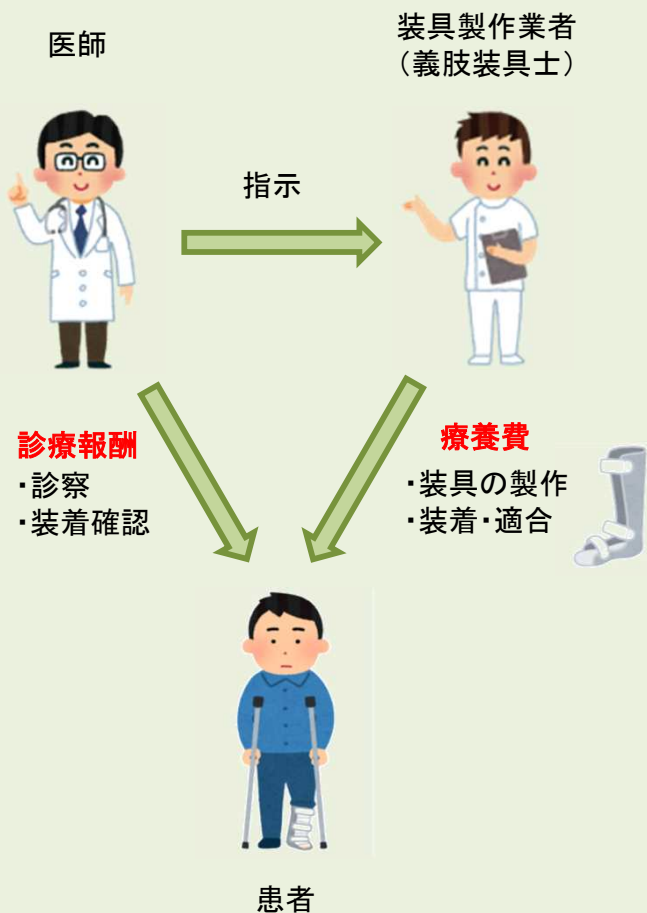 医師
装具製作業者
（義肢装具士）
指示
診療報酬
・診察
・装着確認
療養費
・装具の製作
・装着・適合
患者